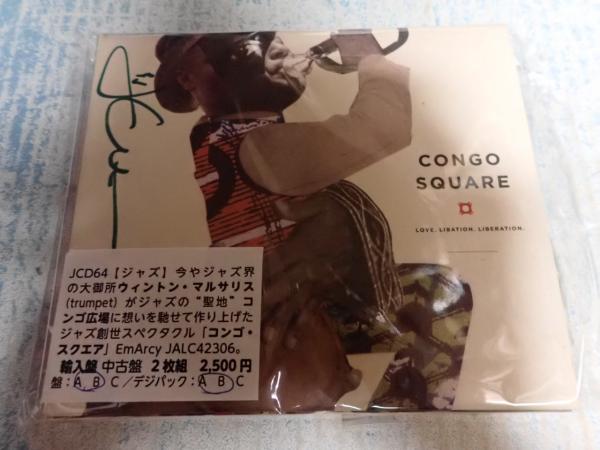 CONGO
SQUARE
LOVE. LIBATION. LIBERATION.
JCD64【ジャズ】今やジャズ界
の大御所ウィントン・マルサリス
(trumpet) がジャズの“聖地”コ
ンゴ広場に想いを馳せて作り上げた
ジャズ創世スペクタクル「コンゴ・
スクエア」EmArcy JALC42306。
輸入盤 中古盤 2枚組 2,500円
盤：A B C／デジパック：A B C